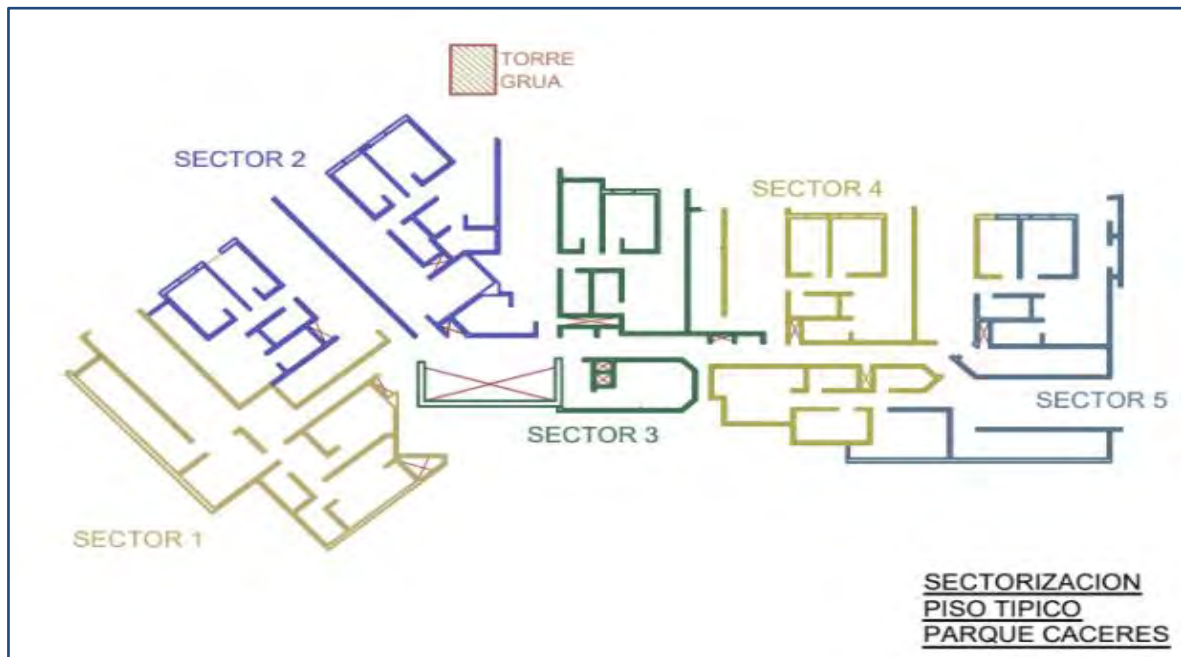 TORRE
GRUA
SECTOR 2
SECTOR 4
SECTOR 5
SECTOR 3
SECTOR 1
SECTORIZACION
PISO TIPICO
PARQUE CACERES